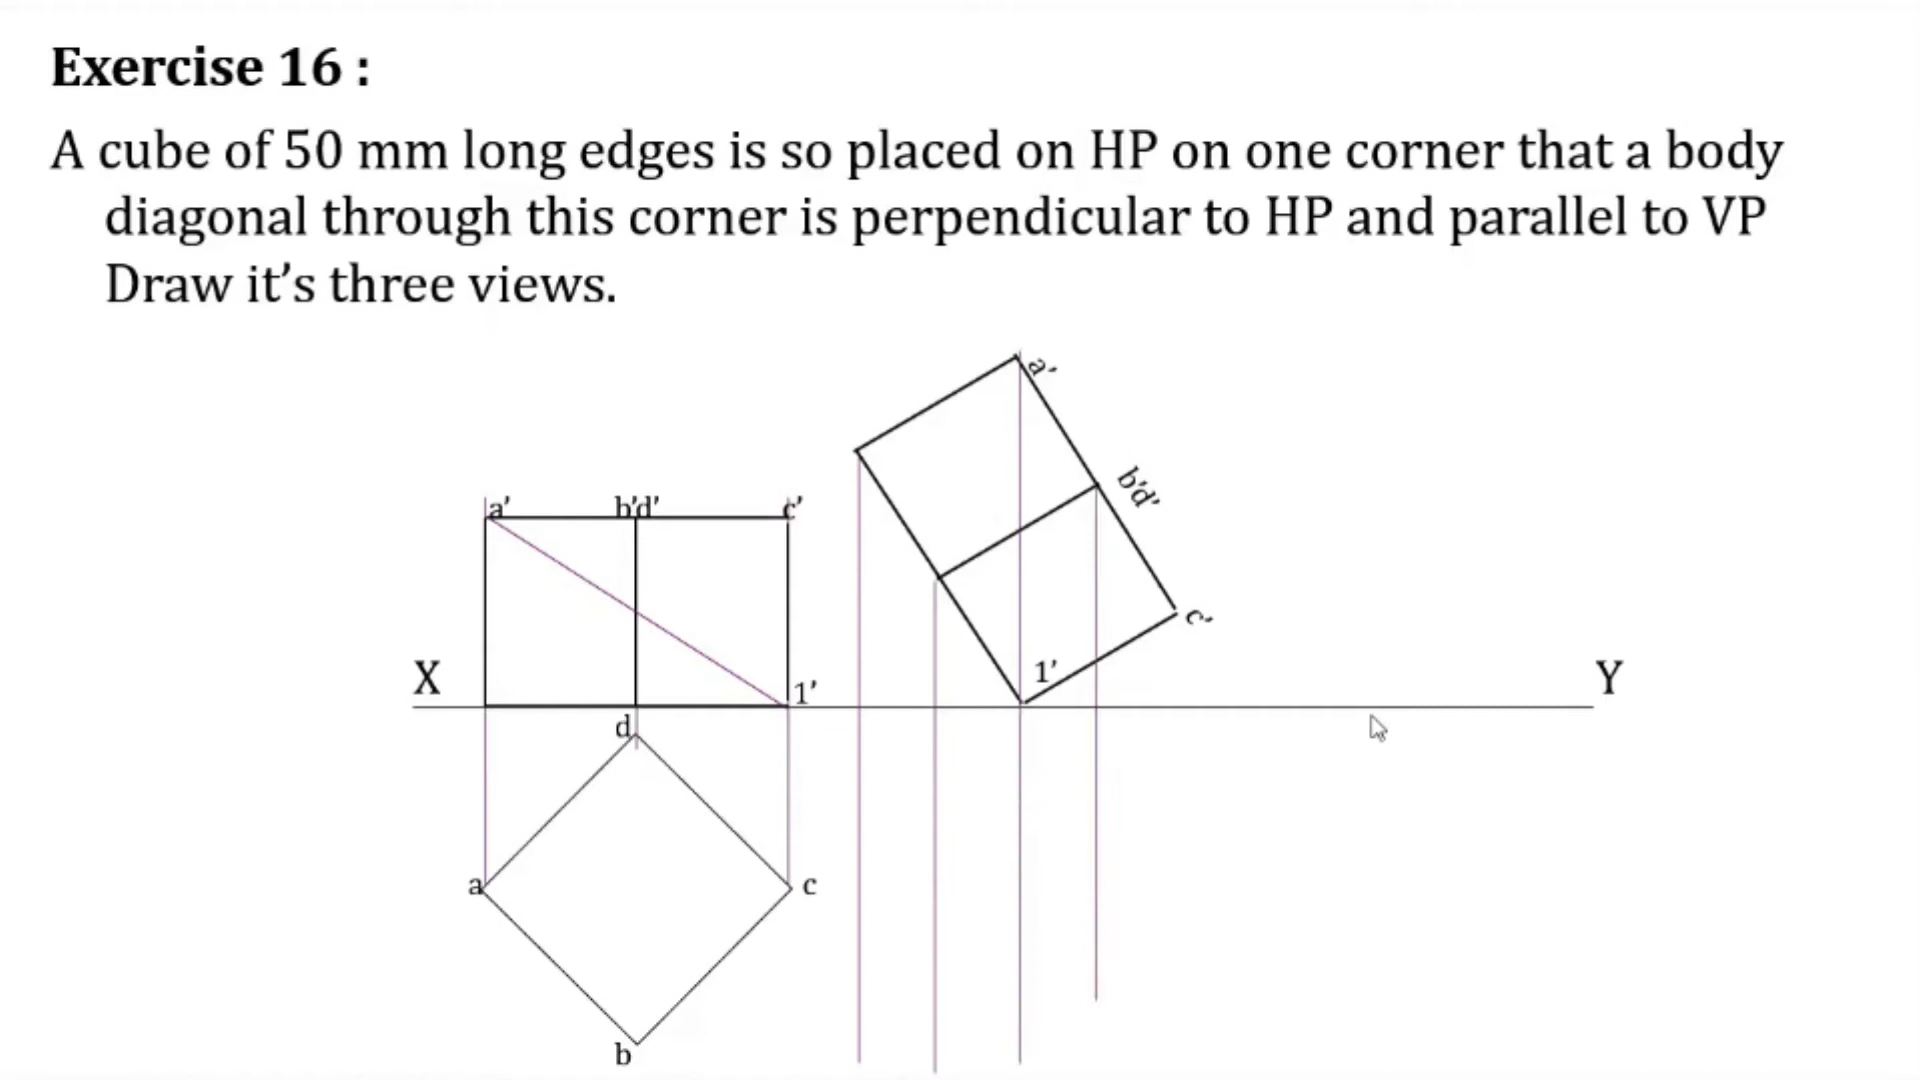 Exercise 16 :
A cube of 50 mm long edges is so placed on HP on one corner that a body
diagonal through this corner is perpendicular to HP and parallel to VP
Draw it’s three views.
a’
a’ b’d’ c’
b’d’
c’
X 1’ 1’ Y
d
a c
b